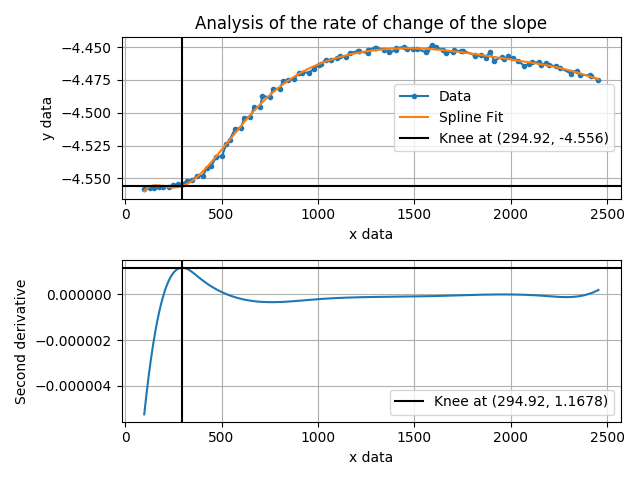 Analysis of the rate of change of the slope
−4.450
−4.475
−4.500
−4.525
−4.550
y data
Data
Spline Fit
Knee at (294.92, -4.556)
0
500
1000
1500
2000
2500
x data
0.000000
−0.000002
−0.000004
Second derivative
Knee at (294.92, 1.1678)
0
500
1000
1500
2000
2500
x data